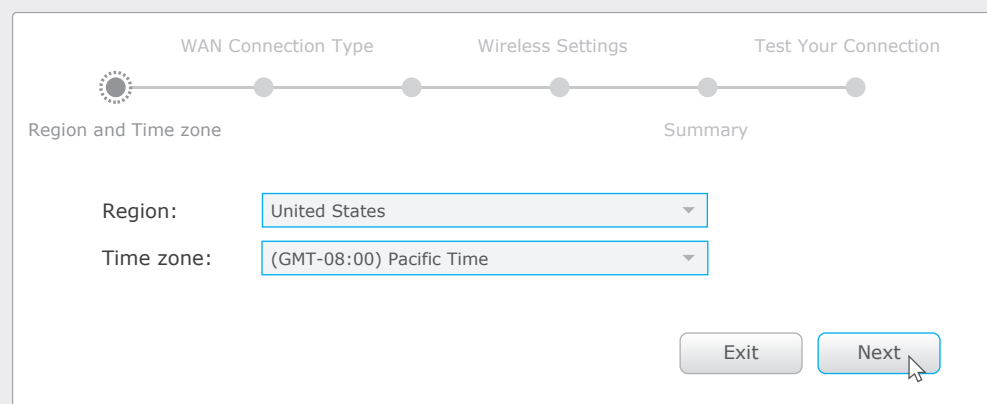 WAN Connection Type
Wireless Settings
Test Your Connection
Region and Time zone
Summary
Region:
United States
Time zone:
(GMT-08:00) Pacific Time
Exit
Next